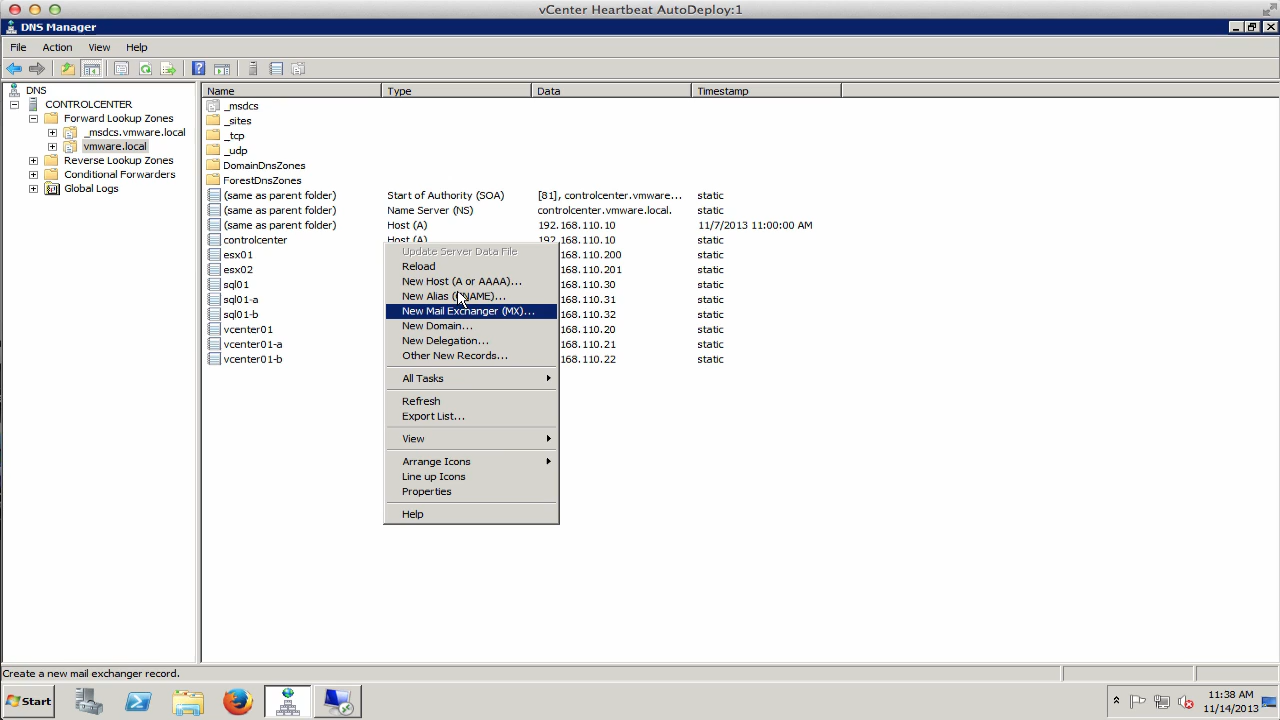 vCenter Heartbeat AutoDeploy:1
DNS Manager
File Action View Help
DNS
CONTROLCENTER
Forward Lookup Zones
_msdcs.vmware.local
vmware.local
Reverse Lookup Zones
Conditional Forwarders
Global Logs
Name Type Data Timestamp
_msdcs
_sites
_tcp
_udp
DomainDnsZones
ForestDnsZones
(same as parent folder) Start of Authority (SOA) [81], controlcenter.vmware... static
(same as parent folder) Name Server (NS) controlcenter.vmware.local. static
(same as parent folder) Host (A) 192.168.110.10 11/7/2013 11:00:00 AM
controlcenter Host (A) 192.168.110.10 static
esx01 168.110.200 static
esx02 168.110.201 static
sql01 168.110.30 static
sql01-a 168.110.31 static
sql01-b 168.110.32 static
vcenter01 168.110.20 static
vcenter01-a 168.110.21 static
vcenter01-b 168.110.22 static
Update Server Data File
Reload
New Host (A or AAAA)...
New Alias (CNAME)...
New Mail Exchanger (MX)...
New Domain...
New Delegation...
Other New Records...
All Tasks
Refresh
Export List...
View
Arrange Icons
Line up Icons
Properties
Help
Create a new mail exchanger record.
Start
11:38 AM
11/14/2013